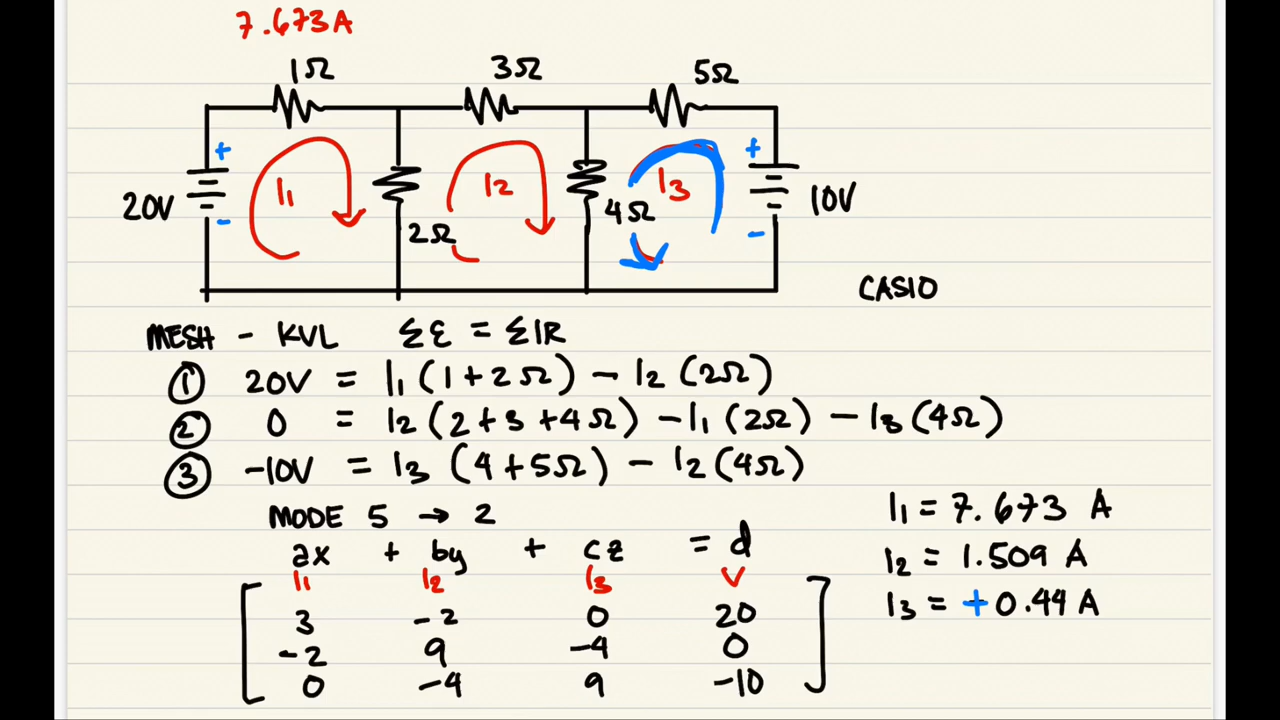 7.673A
1Ω 3Ω 5Ω
+ +
20V I1 I2 I3 10V
- 2Ω 4Ω -
CASIO
MESH - KVL ΣƐ = ΣIR
① 20V = I1 (1+2Ω) - I2 (2Ω)
② 0 = I2 (2+3+4Ω) - I1 (2Ω) - I3 (4Ω)
③ -10V = I3 (4+5Ω) - I2 (4Ω)
MODE 5 → 2
ax + by + cz = d
I1 I2 I3 V
3 -2 0 20
-2 9 -4 0
0 -4 9 -10
I1 = 7.673 A
I2 = 1.509 A
I3 = +0.44 A